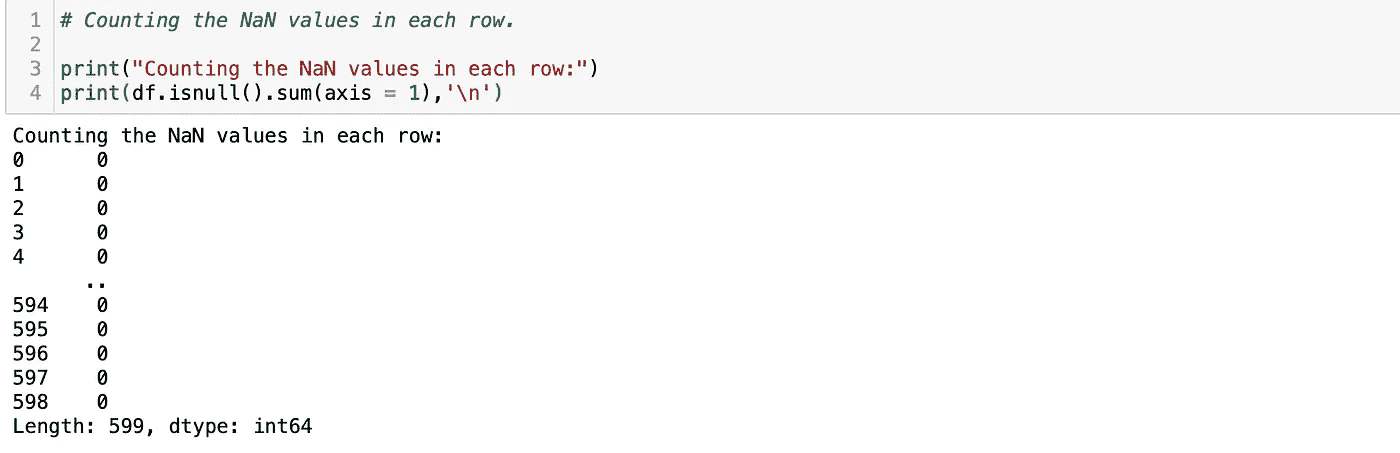 1 # Counting the NaN values in each row.
2
3 print("Counting the NaN values in each row:")
4 print(df.isnull().sum(axis = 1),'\n')
Counting the NaN values in each row:
0      0
1      0
2      0
3      0
4      0
      ..
594    0
595    0
596    0
597    0
598    0
Length: 599, dtype: int64